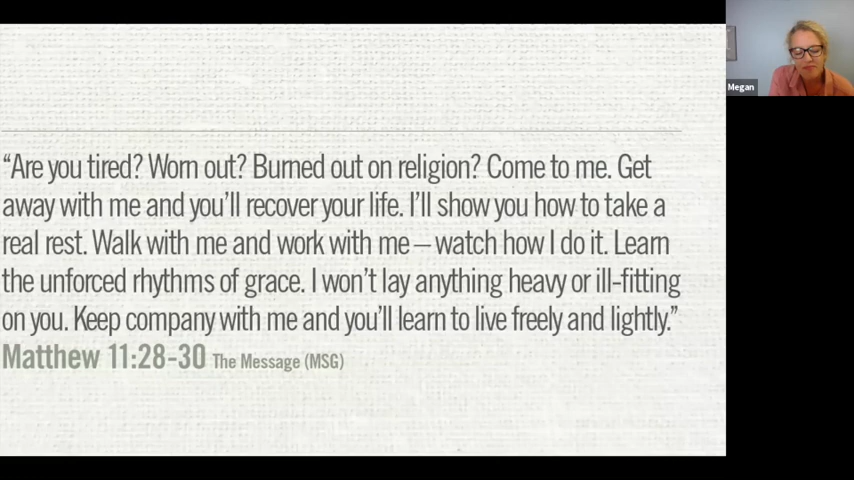 “Are you tired? Worn out? Burned out on religion? Come to me. Get
away with me and you’ll recover your life. I’ll show you how to take a
real rest. Walk with me and work with me—watch how I do it. Learn
the unforced rhythms of grace. I won’t lay anything heavy or ill-fitting
on you. Keep company with me and you’ll learn to live freely and lightly.”
Matthew 11:28-30 The Message (MSG)
Megan